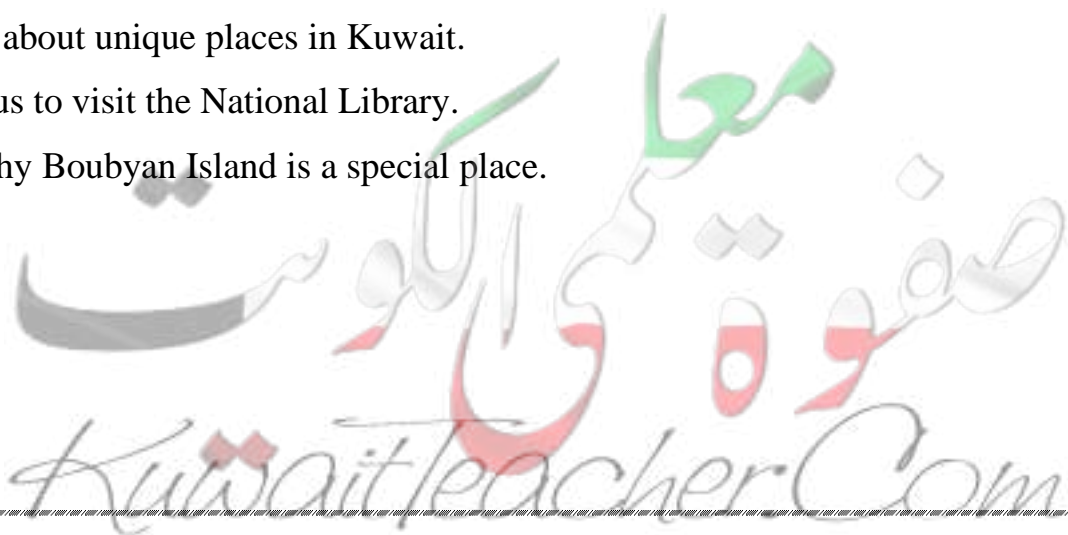 about unique places in Kuwait.
us to visit the National Library.
hy Boubyan Island is a special place.
صفوة معلمى الكويت
KuwaitTeacher.Com